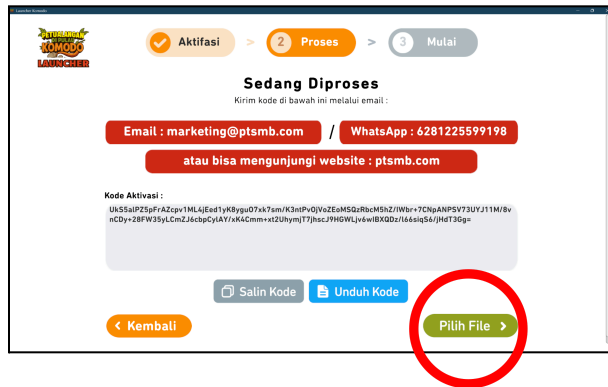 Launcher Komodo
PETUALANGAN
DI PULAU
KOMODO
LAUNCHER
Aktifasi > 2 Proses > 3 Mulai
Sedang Diproses
Kirim kode di bawah ini melalui email :
Email : marketing@ptsmb.com / WhatsApp : 6281225599198
atau bisa mengunjungi website : ptsmb.com
Kode Aktivasi :
UkS5alPZ5pFrAZcpv1ML4jEed1yK8yguO7xk7sm/K3ntPvOjVoZEoMSQzRbcM5hZ/IWbr+7CNpANPSV73UYJ11M/8v
nCDy+28FW35yLCmZJ6cbpCylAY/xK4Cmm+xt2UhymjT7jhscJ9HGWLjv6wIBXQDz/l66siqS6/jHdT3Gg=
Salin Kode Unduh Kode
< Kembali Pilih File >